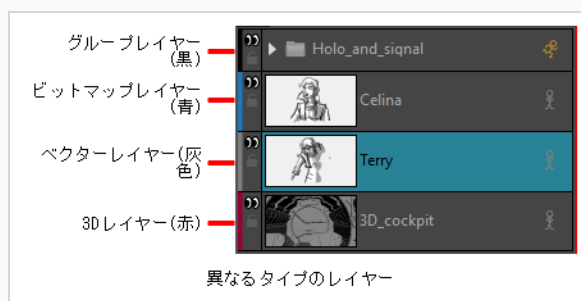 グループレイヤー
(黒)
Holo_and_signal
ビットマップレイヤー
(青)
Celina
ベクターレイヤー(灰
色)
Terry
3Dレイヤー(赤)
3D_cockpit
異なるタイプのレイヤー